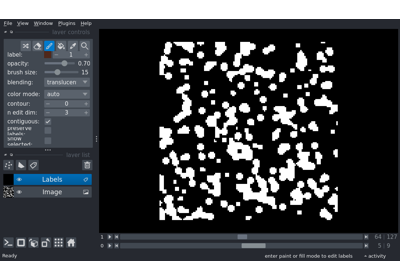 File View Window Plugins Help
layer controls
label: 1
opacity: 0.70
brush size: 15
blending: translucen
color mode: auto
contour: 0
n edit dim: 3
contiguous:
preserve labels:
show selected:
layer list
Labels
Image
1 64 127
0 5 9
Ready enter paint or fill mode to edit labels activity